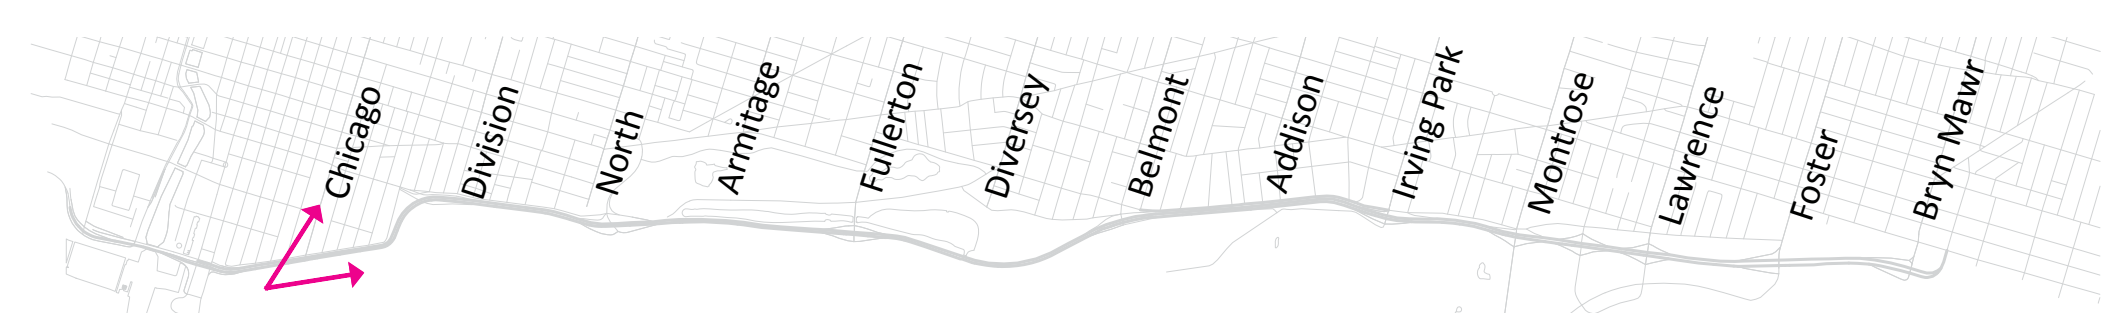 Chicago
Division
North
Armitage
Fullerton
Diversey
Belmont
Addison
Irving Park
Montrose
Lawrence
Foster
Bryn Mawr